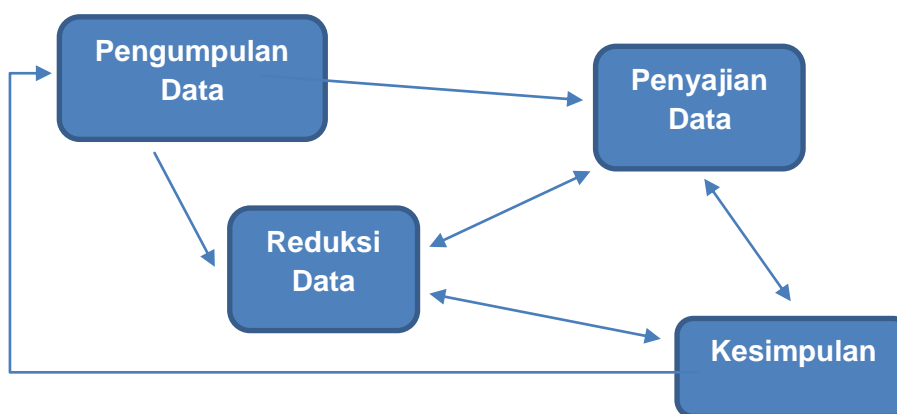 Pengumpulan
Data
Penyajian
Data
Reduksi
Data
Kesimpulan